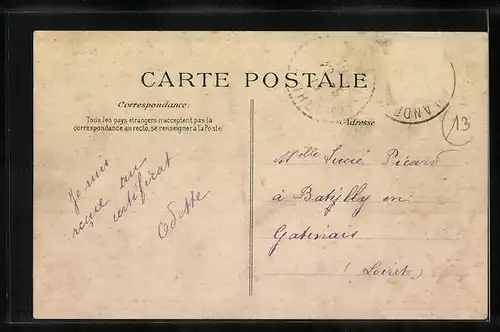 CARTE POSTALE
Correspondance
Tous les pays étrangers n'acceptent pas la
correspondance au recto, se renseigner à la Poste
Je suis
reçue au
certificat
Odette
Adresse
Melle Lucie Picard
à Batilly en
Gatinais
(Loiret)
13